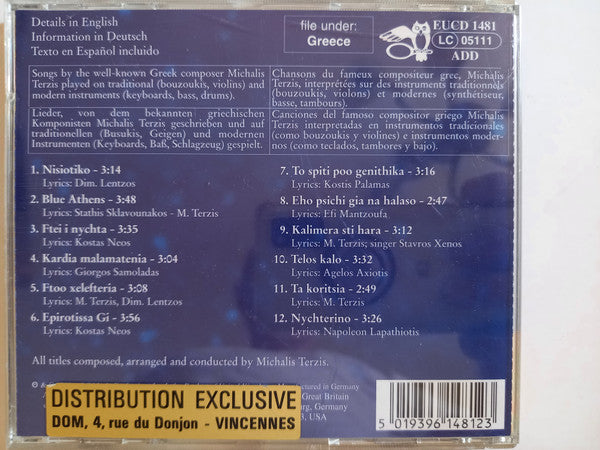 Details in English
Information in Deutsch
Texto en Español incluido
file under:
Greece
EUCD 1481
LC 05111
ADD
Songs by the well-known Greek composer Michalis
Terzis played on traditional (bouzoukis, violins) and
modern instruments (keyboards, bass, drums).
Chansons du fameux compositeur grec, Michalis
Terzis, interprétées sur des instruments traditionnels
(bouzoukis, violons) et modernes (synthétiseur,
basse, tambours).
Lieder, von dem bekannten griechischen
Komponisten Michalis Terzis geschrieben und auf
traditionellen (Busukis, Geigen) und modernen
Instrumenten (Keyboards, Baß, Schlagzeug) gespielt.
Canciones del famoso compositor griego Michalis
Terzis interpretadas en instrumentos tradicionales
(como bouzoukis y violines) e instrumentos moder-
nos (como teclados, tambores y bajo).
1. Nisiotiko - 3:14
Lyrics: Dim. Lentzos
2. Blue Athens - 3:48
Lyrics: Stathis Sklavounakos - M. Terzis
3. Ftei i nychta - 3:35
Lyrics: Kostas Neos
4. Kardia malamatenia - 3:04
Lyrics: Giorgos Samoladas
5. Ftoo xelefteria - 3:08
Lyrics: M. Terzis, Dim. Lentzos
6. Epirotissa Gi - 3:56
Lyrics: Kostas Neos
7. To spiti poo genithika - 3:16
Lyrics: Kostis Palamas
8. Eho psichi gia na halaso - 2:47
Lyrics: Efi Mantzoufa
9. Kalimera sti hara - 3:12
Lyrics: M. Terzis; singer Stavros Xenos
10. Telos kalo - 3:32
Lyrics: Agelos Axiotis
11. Ta koritsia - 2:49
Lyrics: M. Terzis
12. Nychterino - 3:26
Lyrics: Napoleon Lapathiotis
All titles composed, arranged and conducted by Michalis Terzis.
in Germany
Great Britain
Germany
USA
DISTRIBUTION EXCLUSIVE
DOM, 4, rue du Donjon - VINCENNES
5 019396 148123